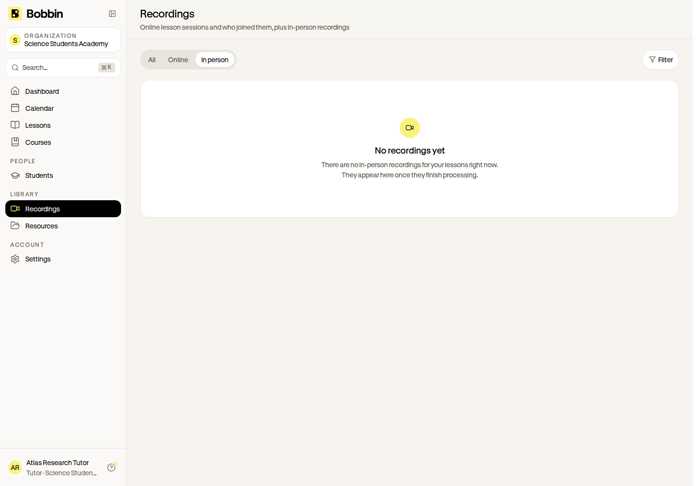 Bobbin
S
ORGANIZATION
Science Students Academy
Search...
⌘ K
Dashboard
Calendar
Lessons
Courses
PEOPLE
Students
LIBRARY
Recordings
Resources
ACCOUNT
Settings
AR
Atlas Research Tutor
Tutor · Science Studen...
Recordings
Online lesson sessions and who joined them, plus in-person recordings
All
Online
In person
Filter
No recordings yet
There are no in-person recordings for your lessons right now.
They appear here once they finish processing.